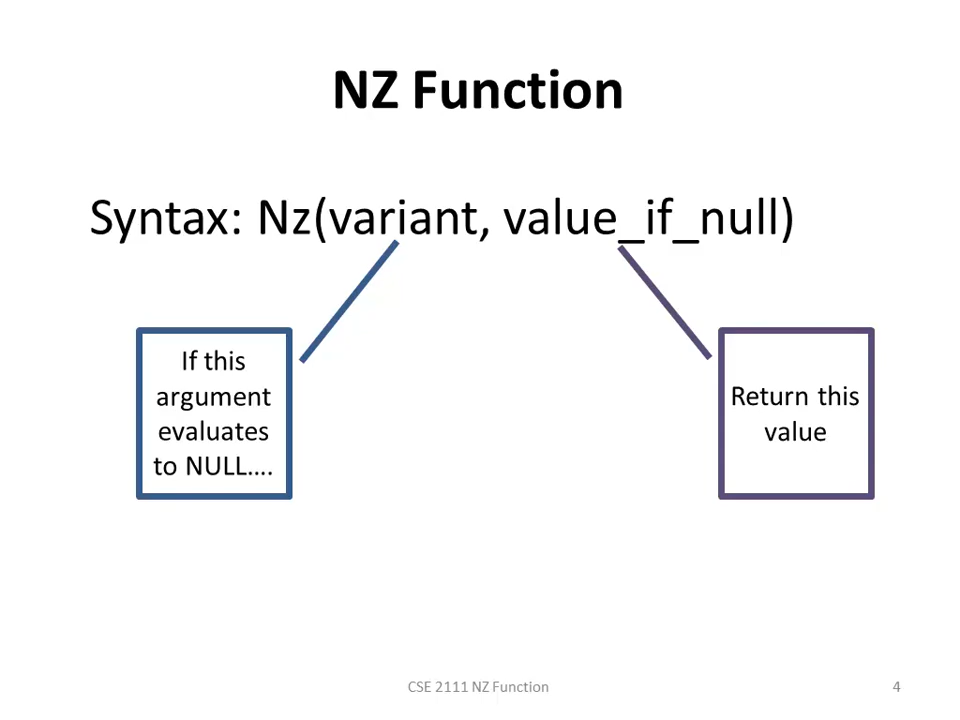 NZ Function
Syntax: Nz(variant, value_if_null)
If this
argument
evaluates
to NULL....
Return this
value
CSE 2111 NZ Function
4